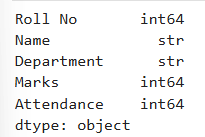 Roll No       int64
Name            str
Department      str
Marks         int64
Attendance    int64
dtype: object